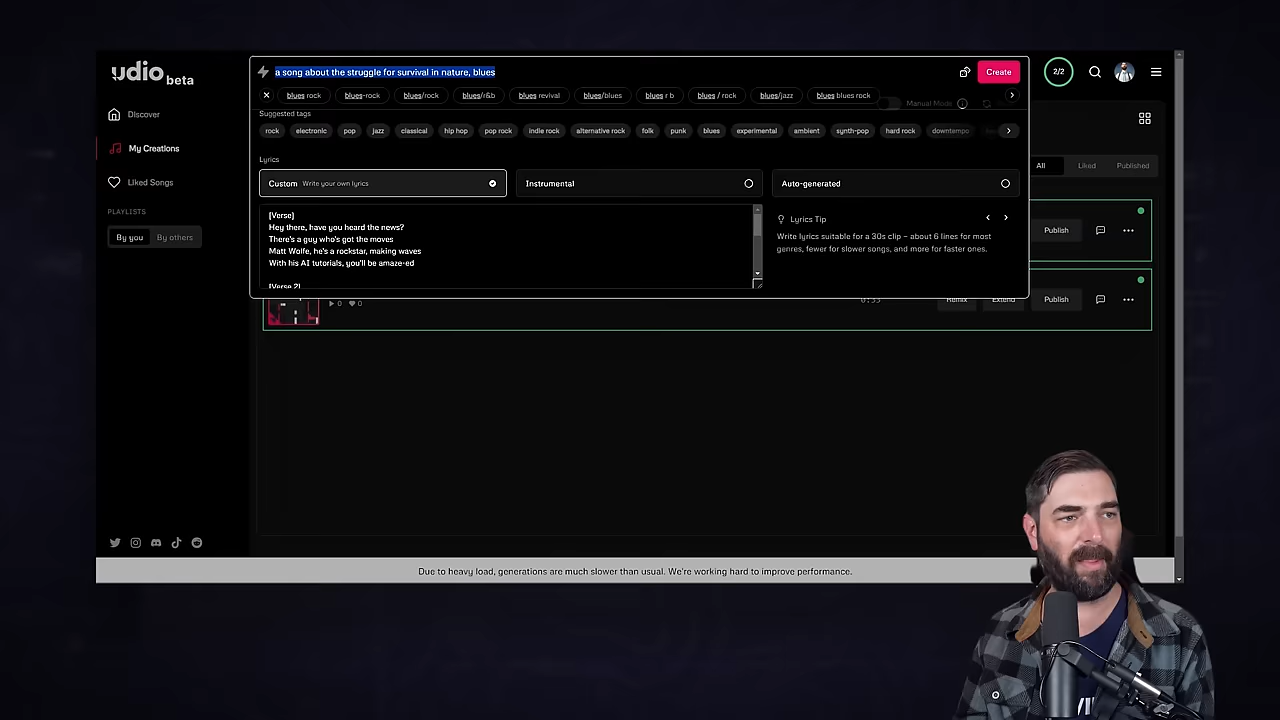 udio beta
a song about the struggle for survival in nature, blues
Create
2/2
blues rock
blues-rock
blues/rock
blues/r&b
blues revival
blues/blues
blues r b
blues / rock
blues/jazz
blues blues rock
Manual Mode
Suggested tags
rock
electronic
pop
jazz
classical
hip hop
pop rock
indie rock
alternative rock
folk
punk
blues
experimental
ambient
synth-pop
hard rock
downtempo
Discover
My Creations
Liked Songs
PLAYLISTS
By you
By others
All
Liked
Published
Lyrics
Custom Write your own lyrics
Instrumental
Auto-generated
[Verse]
Hey there, have you heard the news?
There's a guy who's got the moves
Matt Wolfe, he's a rockstar, making waves
With his AI tutorials, you'll be amaze-ed
[Verse 2]
Lyrics Tip
Write lyrics suitable for a 30s clip – about 6 lines for most
genres, fewer for slower songs, and more for faster ones.
Publish
0
0
0:33
Remix
Extend
Publish
Due to heavy load, generations are much slower than usual. We're working hard to improve performance.